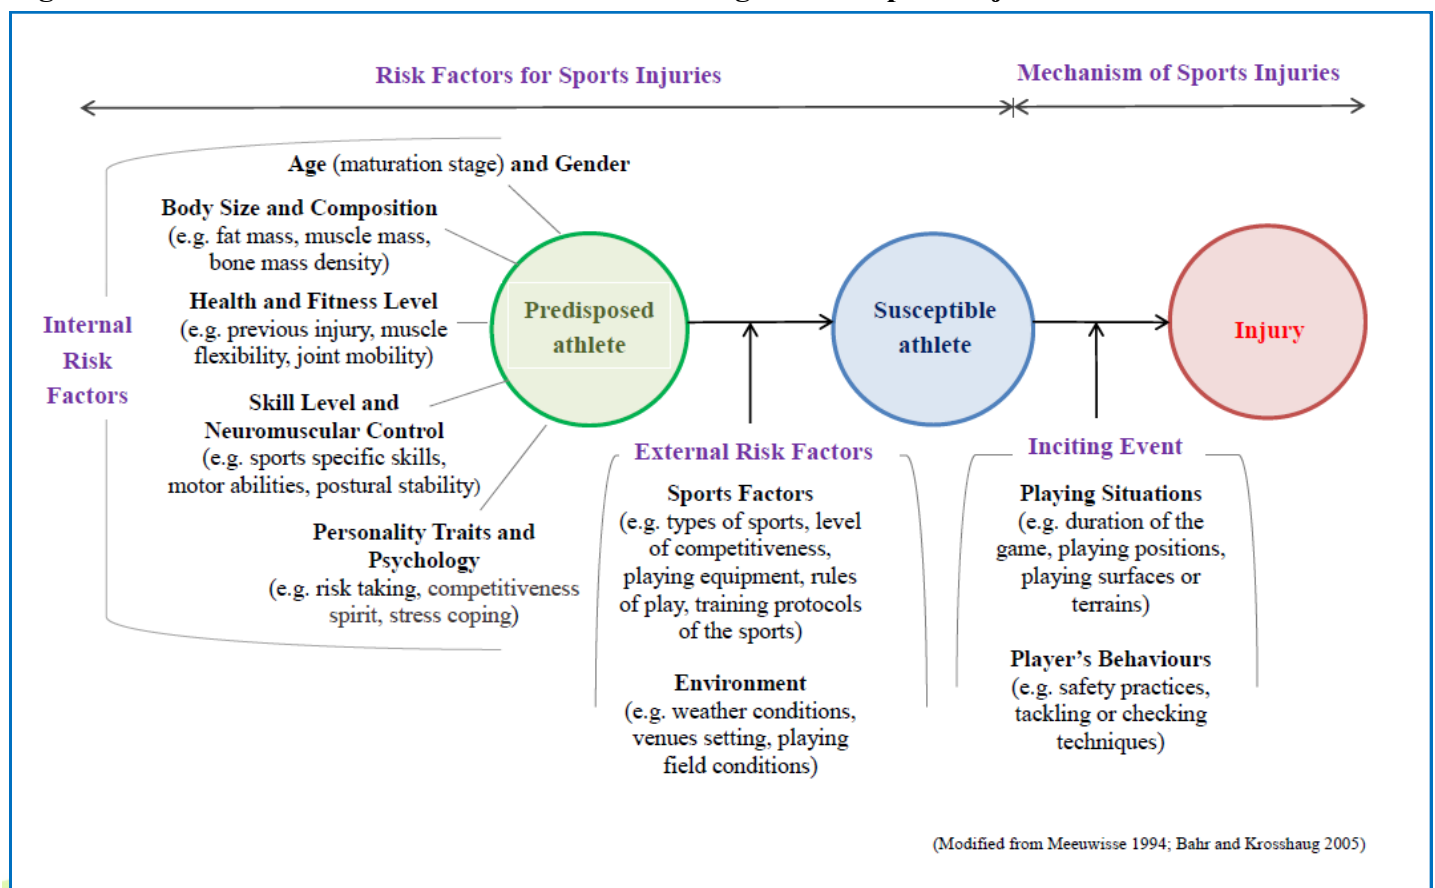 Risk Factors for Sports Injuries
Mechanism of Sports Injuries
Age (maturation stage) and Gender
Body Size and Composition
(e.g. fat mass, muscle mass,
bone mass density)
Health and Fitness Level
(e.g. previous injury, muscle
flexibility, joint mobility)
Skill Level and
Neuromuscular Control
(e.g. sports specific skills,
motor abilities, postural stability)
Personality Traits and
Psychology
(e.g. risk taking, competitiveness
spirit, stress coping)
Internal
Risk
Factors
Predisposed
athlete
Susceptible
athlete
Injury
External Risk Factors
Sports Factors
(e.g. types of sports, level
of competitiveness,
playing equipment, rules
of play, training protocols
of the sports)
Environment
(e.g. weather conditions,
venues setting, playing
field conditions)
Inciting Event
Playing Situations
(e.g. duration of the
game, playing positions,
playing surfaces or
terrains)
Player’s Behaviours
(e.g. safety practices,
tackling or checking
techniques)
(Modified from Meeuwisse 1994; Bahr and Krosshaug 2005)